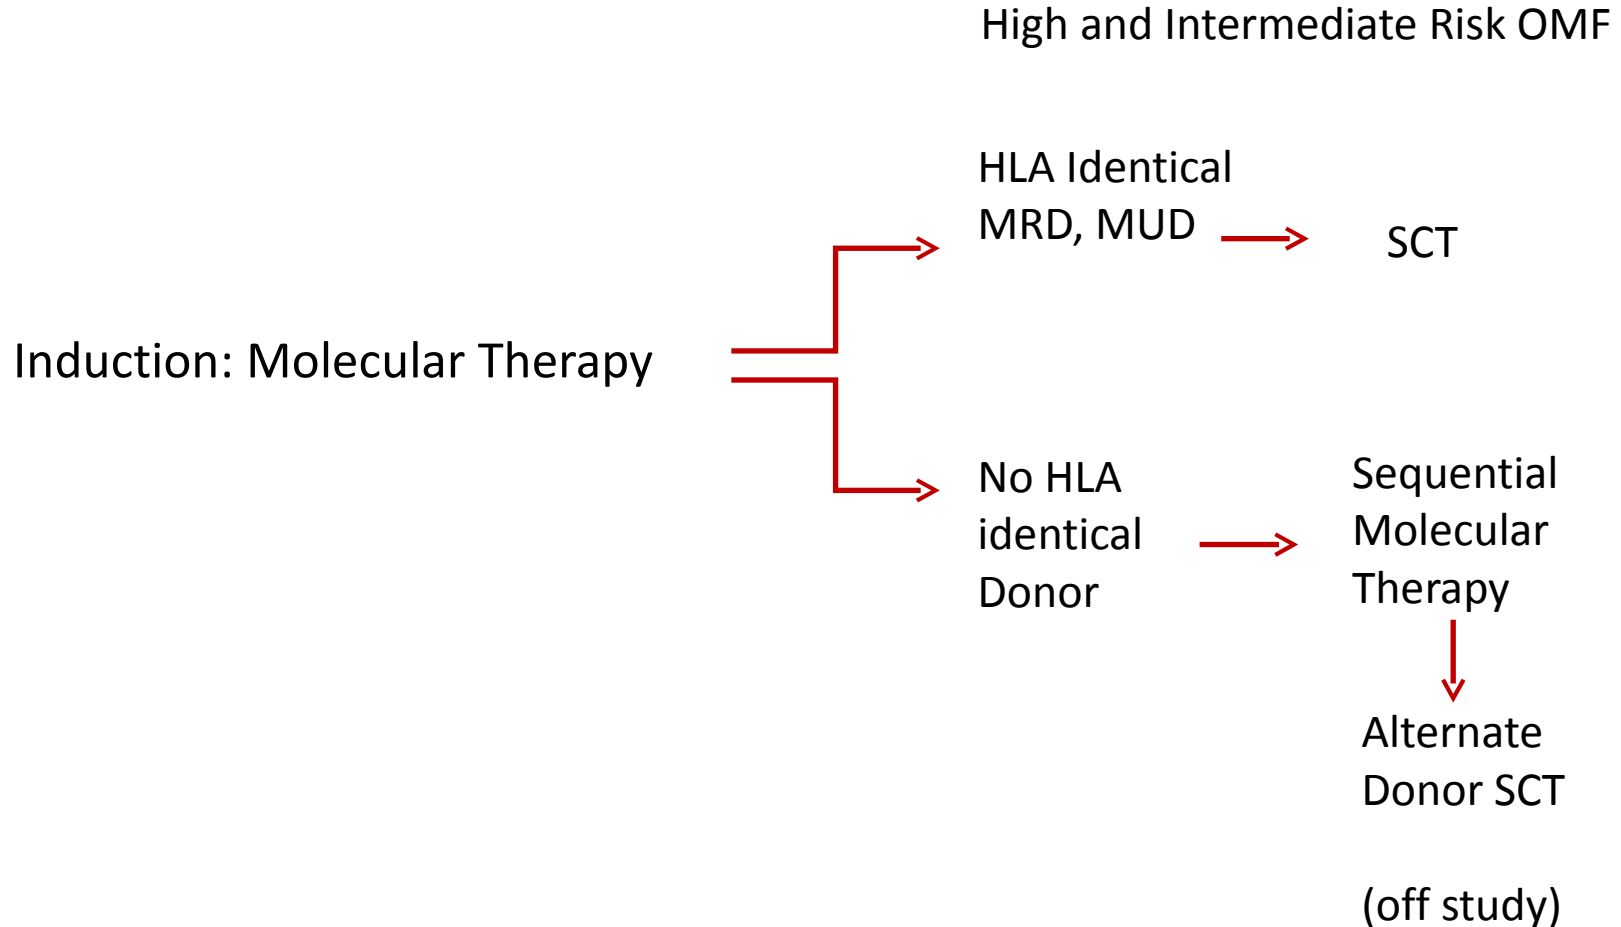 High and Intermediate Risk OMF
HLA Identical
MRD, MUD
SCT
Induction: Molecular Therapy
No HLA
identical
Donor
Sequential
Molecular
Therapy
Alternate
Donor SCT
(off study)